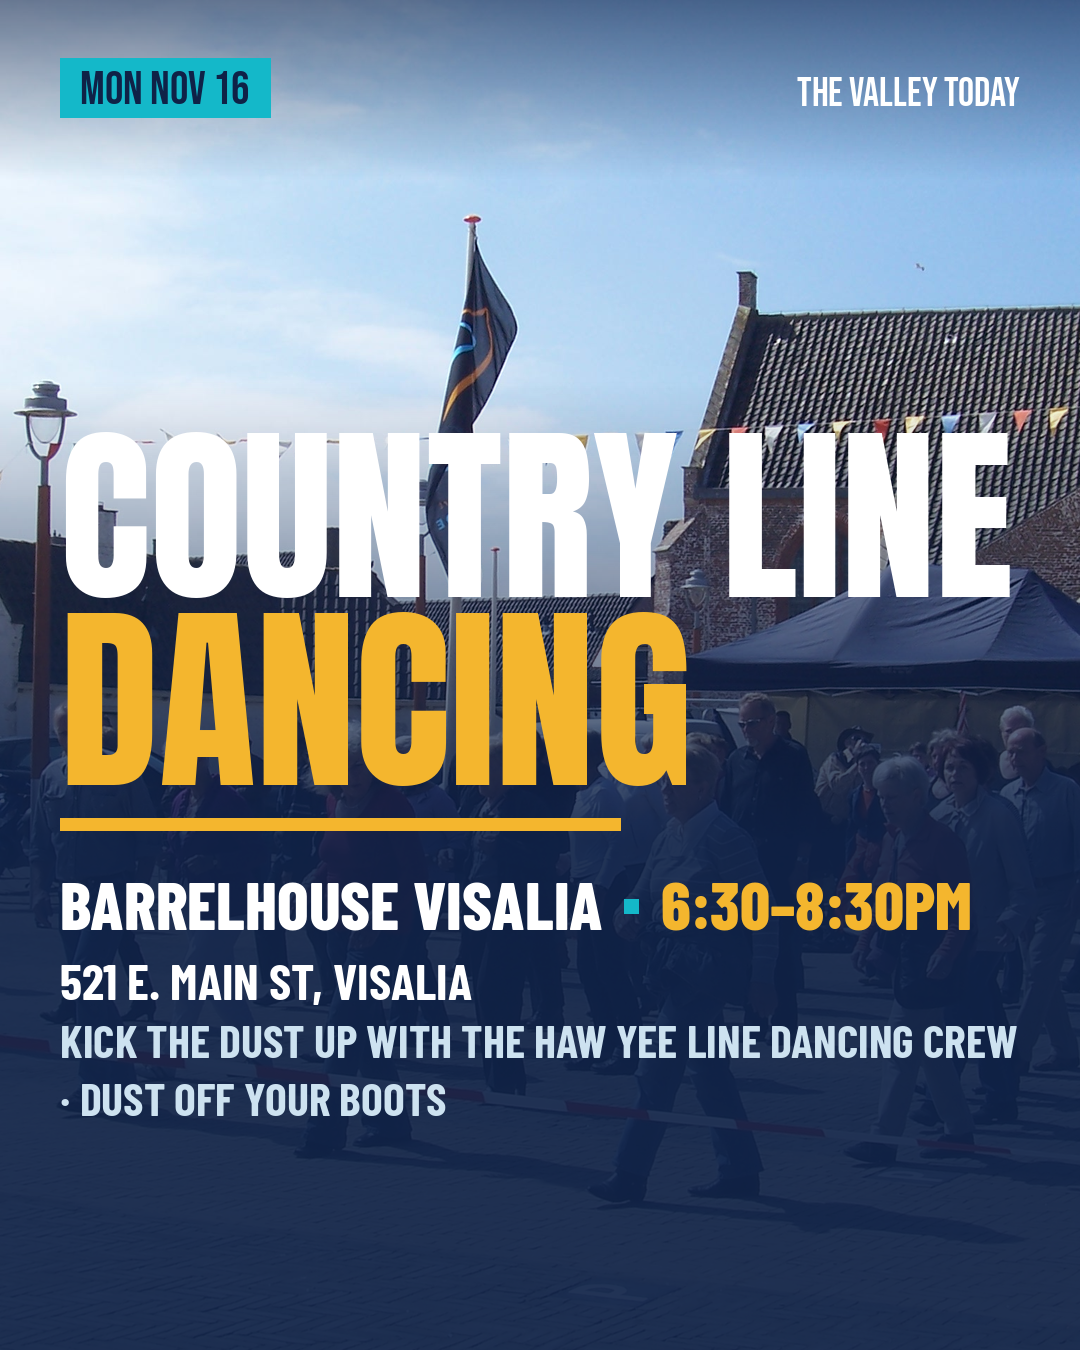 MON NOV 16
THE VALLEY TODAY
COUNTRY LINE
DANCING
BARRELHOUSE VISALIA ▪ 6:30–8:30PM
521 E. MAIN ST, VISALIA
KICK THE DUST UP WITH THE HAW YEE LINE DANCING CREW
· DUST OFF YOUR BOOTS